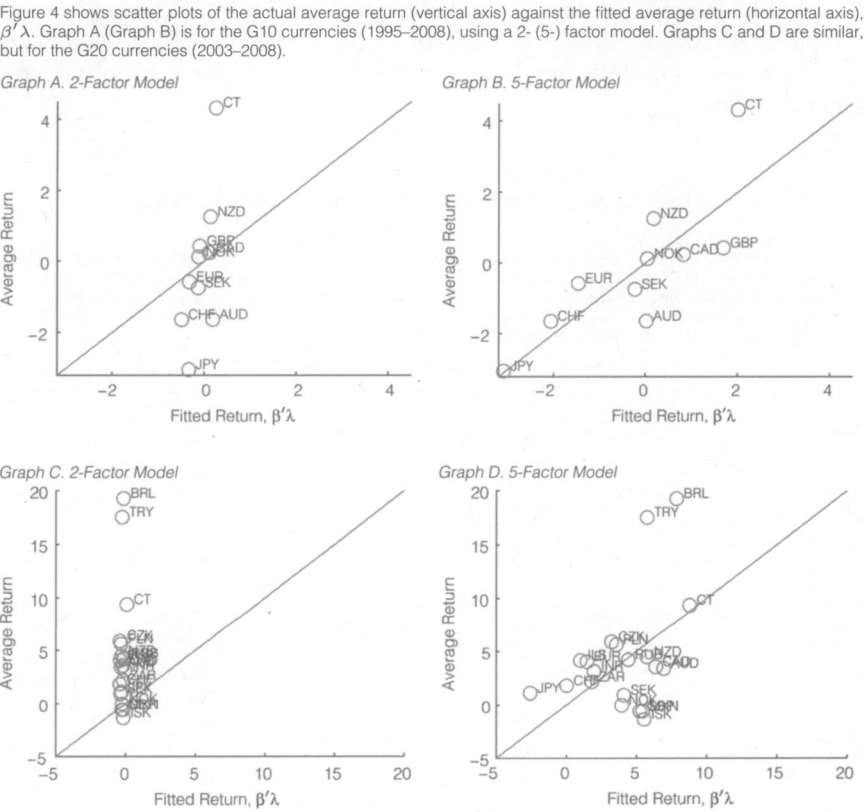 Figure 4 shows scatter plots of the actual average return (vertical axis) against the fitted average return (horizontal axis),
β′λ. Graph A (Graph B) is for the G10 currencies (1995–2008), using a 2- (5-) factor model. Graphs C and D are similar,
but for the G20 currencies (2003–2008).
Graph A. 2-Factor Model
CT
4
2
NZD
GBP
NOK
0
EUR
SEK
CHF
AUD
−2
JPY
Average Return
−2
0
2
4
Fitted Return, β′λ
Graph B. 5-Factor Model
CT
4
2
NZD
NOK
CAD
GBP
0
EUR
SEK
CHF
AUD
−2
JPY
Average Return
−2
0
2
4
Fitted Return, β′λ
Graph C. 2-Factor Model
20
BRL
TRY
15
10
CT
CZK
5
ZAR
0
ISK
−5
Average Return
−5
0
5
10
15
20
Fitted Return, β′λ
Graph D. 5-Factor Model
20
BRL
TRY
15
10
CT
CZK
PLN
5
NZD
AUD
ZAR
JPY
CHF
SEK
NOK
0
ISK
−5
Average Return
−5
0
5
10
15
20
Fitted Return, β′λ